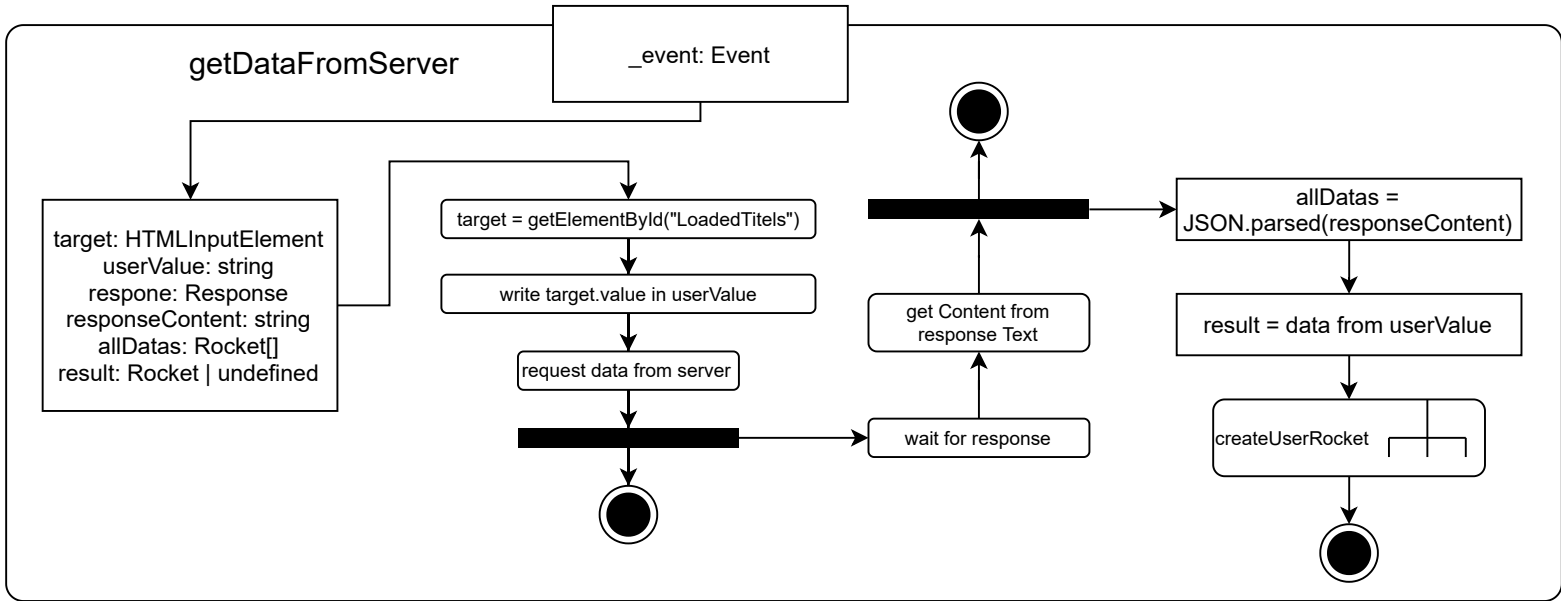 getDataFromServer
_event: Event
target: HTMLInputElement
userValue: string
respone: Response
responseContent: string
allDatas: Rocket[]
result: Rocket | undefined
target = getElementById("LoadedTitels")
write target.value in userValue
request data from server
wait for response
get Content from
response Text
allDatas =
JSON.parsed(responseContent)
result = data from userValue
createUserRocket